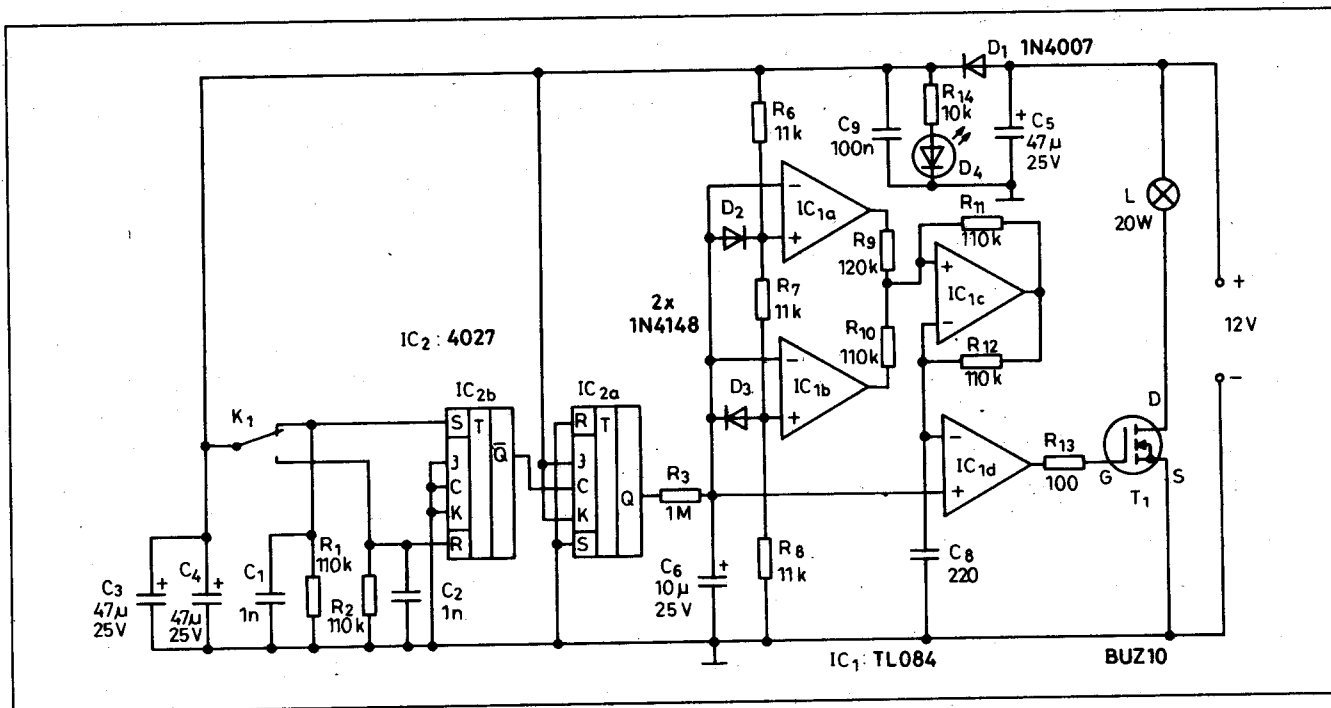 D1 1N4007
R6
11k
C9
100n
R14
10k
D4
+
C5
47µ
25V
L
20W
+
12V
−
D2
−
+
IC1a
R9
120k
R11
110k
+
−
IC1c
R7
11k
2x
1N4148
R10
110k
R12
110k
D3
−
+
IC1b
IC2: 4027
K1
IC2b
S
J
C
K
R
T
Q̅
IC2a
R
J
C
K
S
T
Q
R3
1M
−
+
IC1d
R13
100
D
G
S
T1
C3
47µ
25V
+
C4
47µ
25V
+
C1
1n
R1
110k
R2
110k
C2
1n
C6
10µ
25V
+
R8
11k
C8
220
IC1: TL084
BUZ10